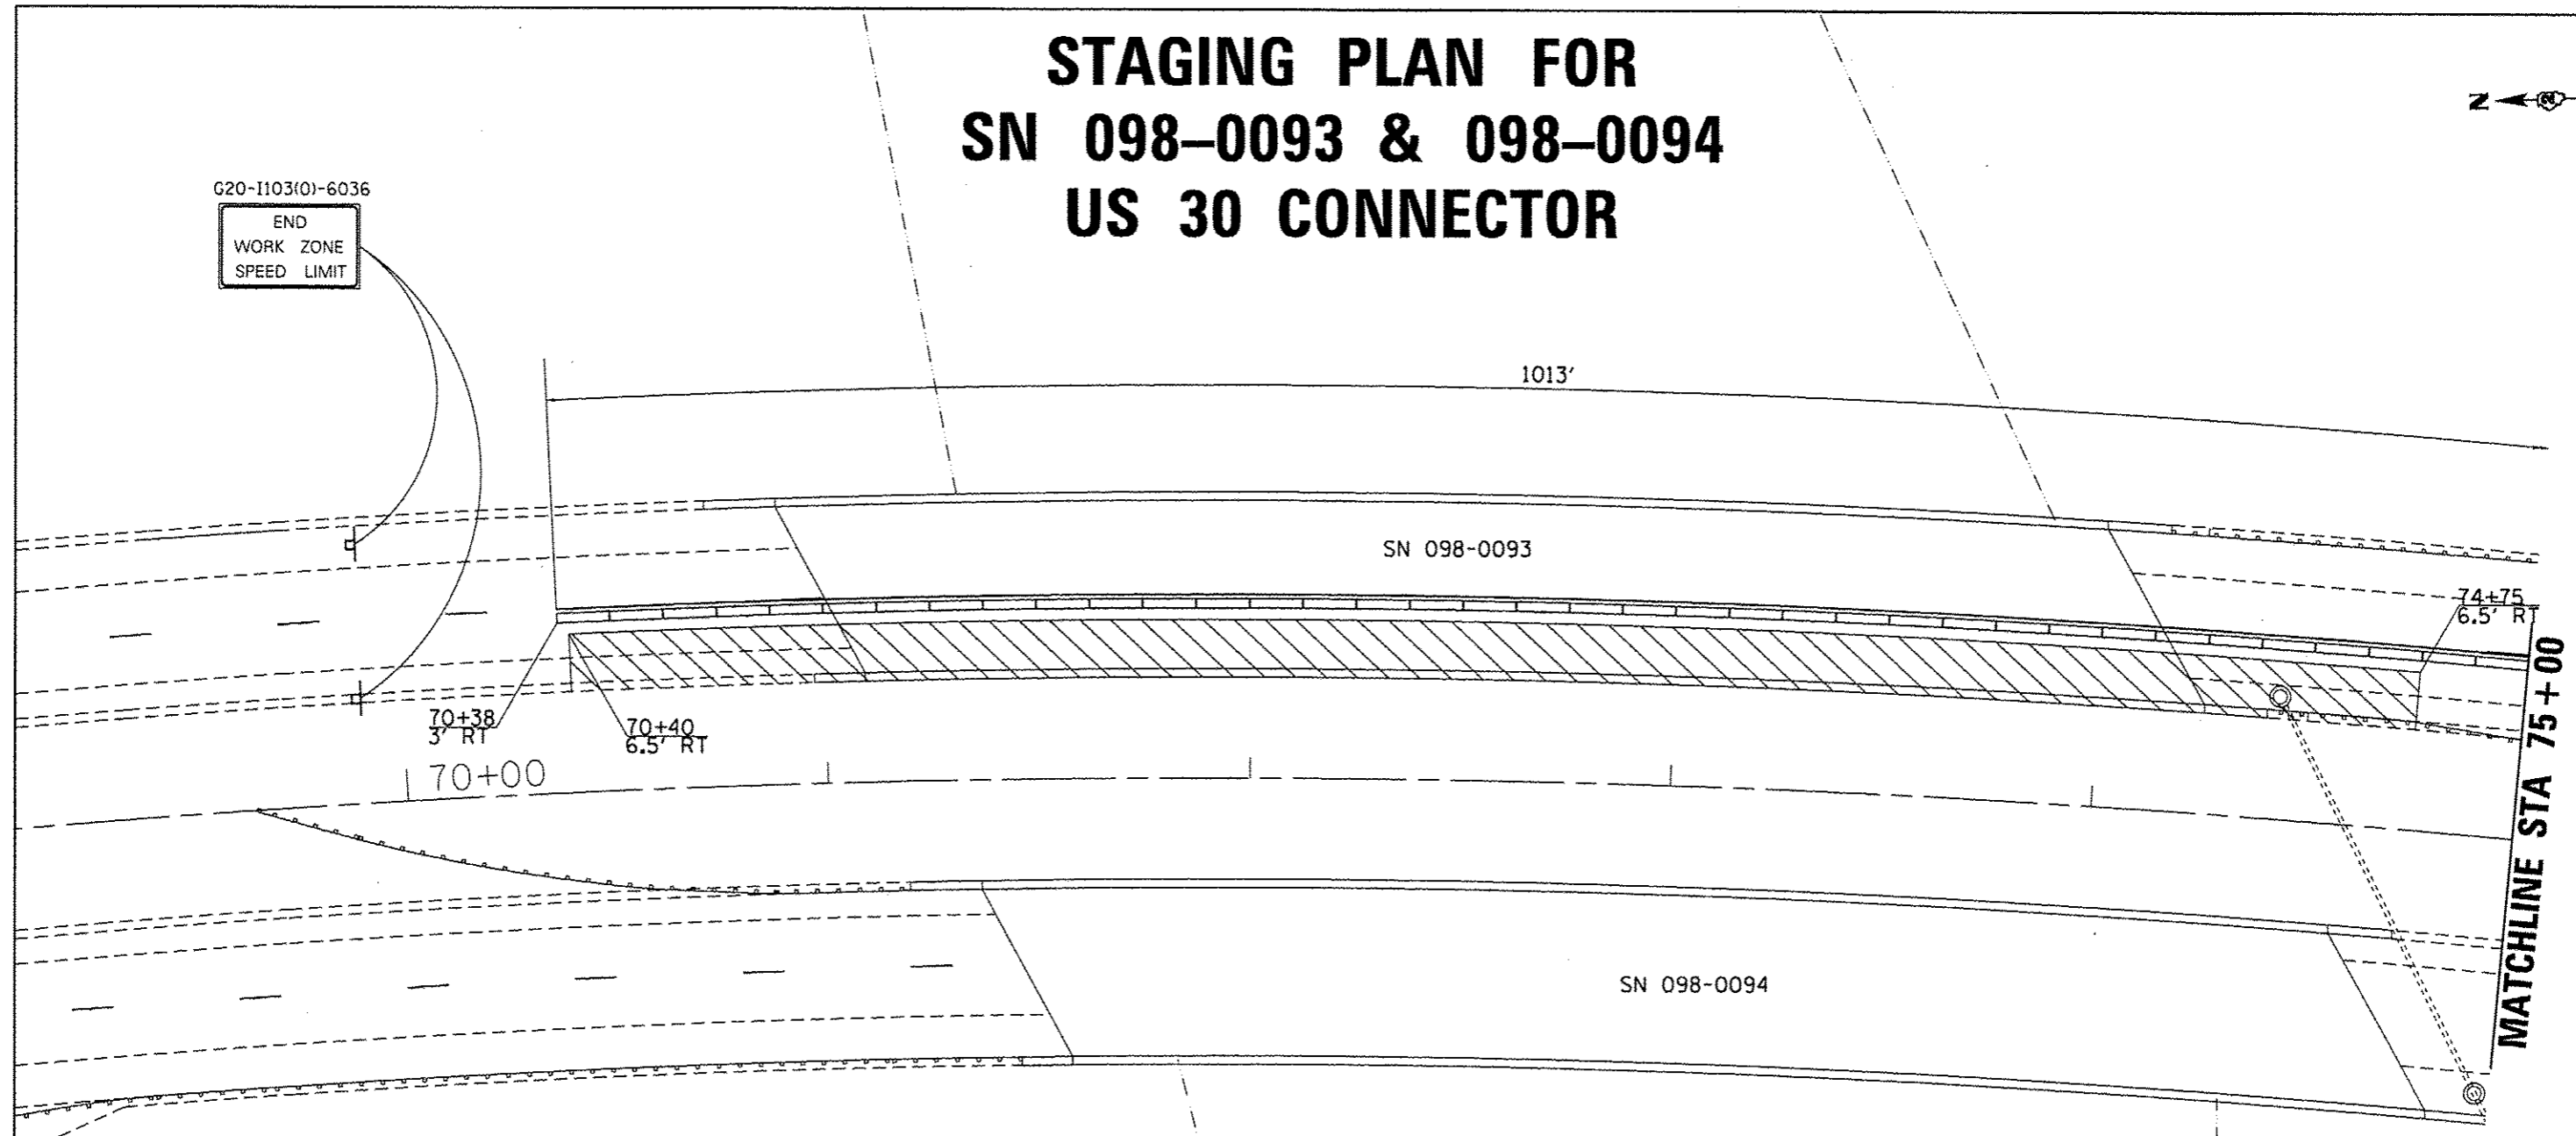 STAGING PLAN FOR
SN 098-0093 & 098-0094
US 30 CONNECTOR
N
G20-I103(0)-6036
END
WORK ZONE
SPEED LIMIT
1013'
SN 098-0093
74+75
6.5' RT
70+38
3' RT
70+40
6.5' RT
70+00
MATCHLINE STA 75+00
SN 098-0094